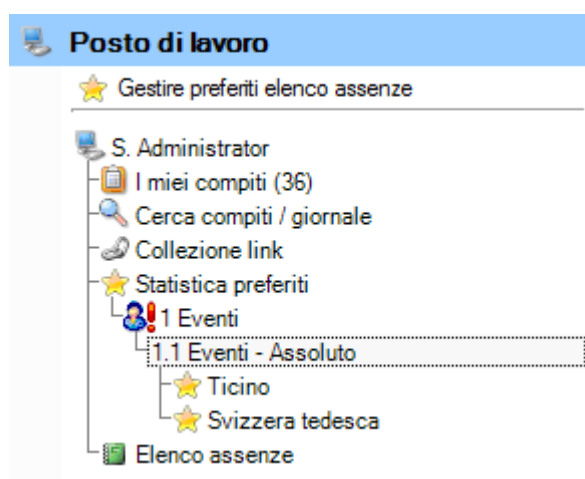 Posto di lavoro
Gestire preferiti elenco assenze
S. Administrator
I miei compiti (36)
Cerca compiti / giornale
Collezione link
Statistica preferiti
1 Eventi
1.1 Eventi - Assoluto
Ticino
Svizzera tedesca
Elenco assenze